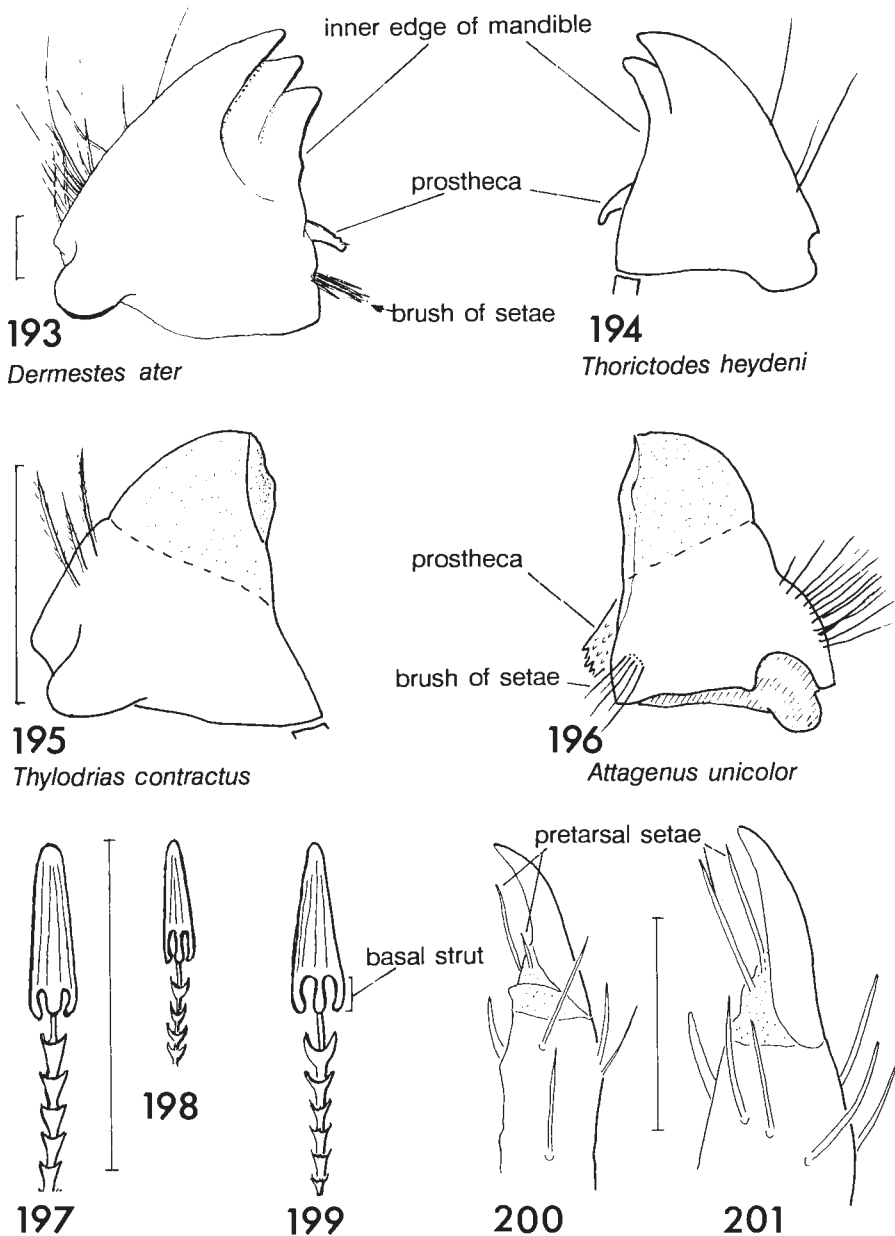 inner edge of mandible
prostheca
brush of setae
193
Dermestes ater
194
Thorictodes heydeni
prostheca
brush of setae
195
Thylodrias contractus
196
Attagenus unicolor
pretarsal setae
basal strut
198
197
199
200
201